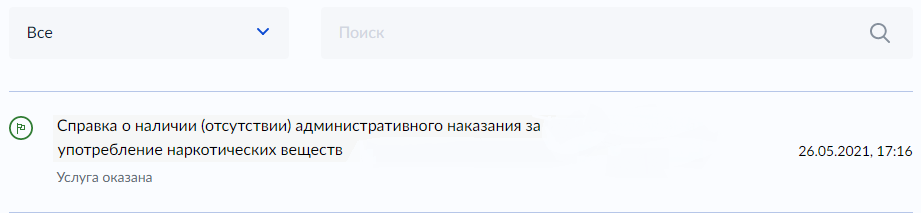 Все
Поиск
Справка о наличии (отсутствии) административного наказания за
употребление наркотических веществ
26.05.2021, 17:16
Услуга оказана